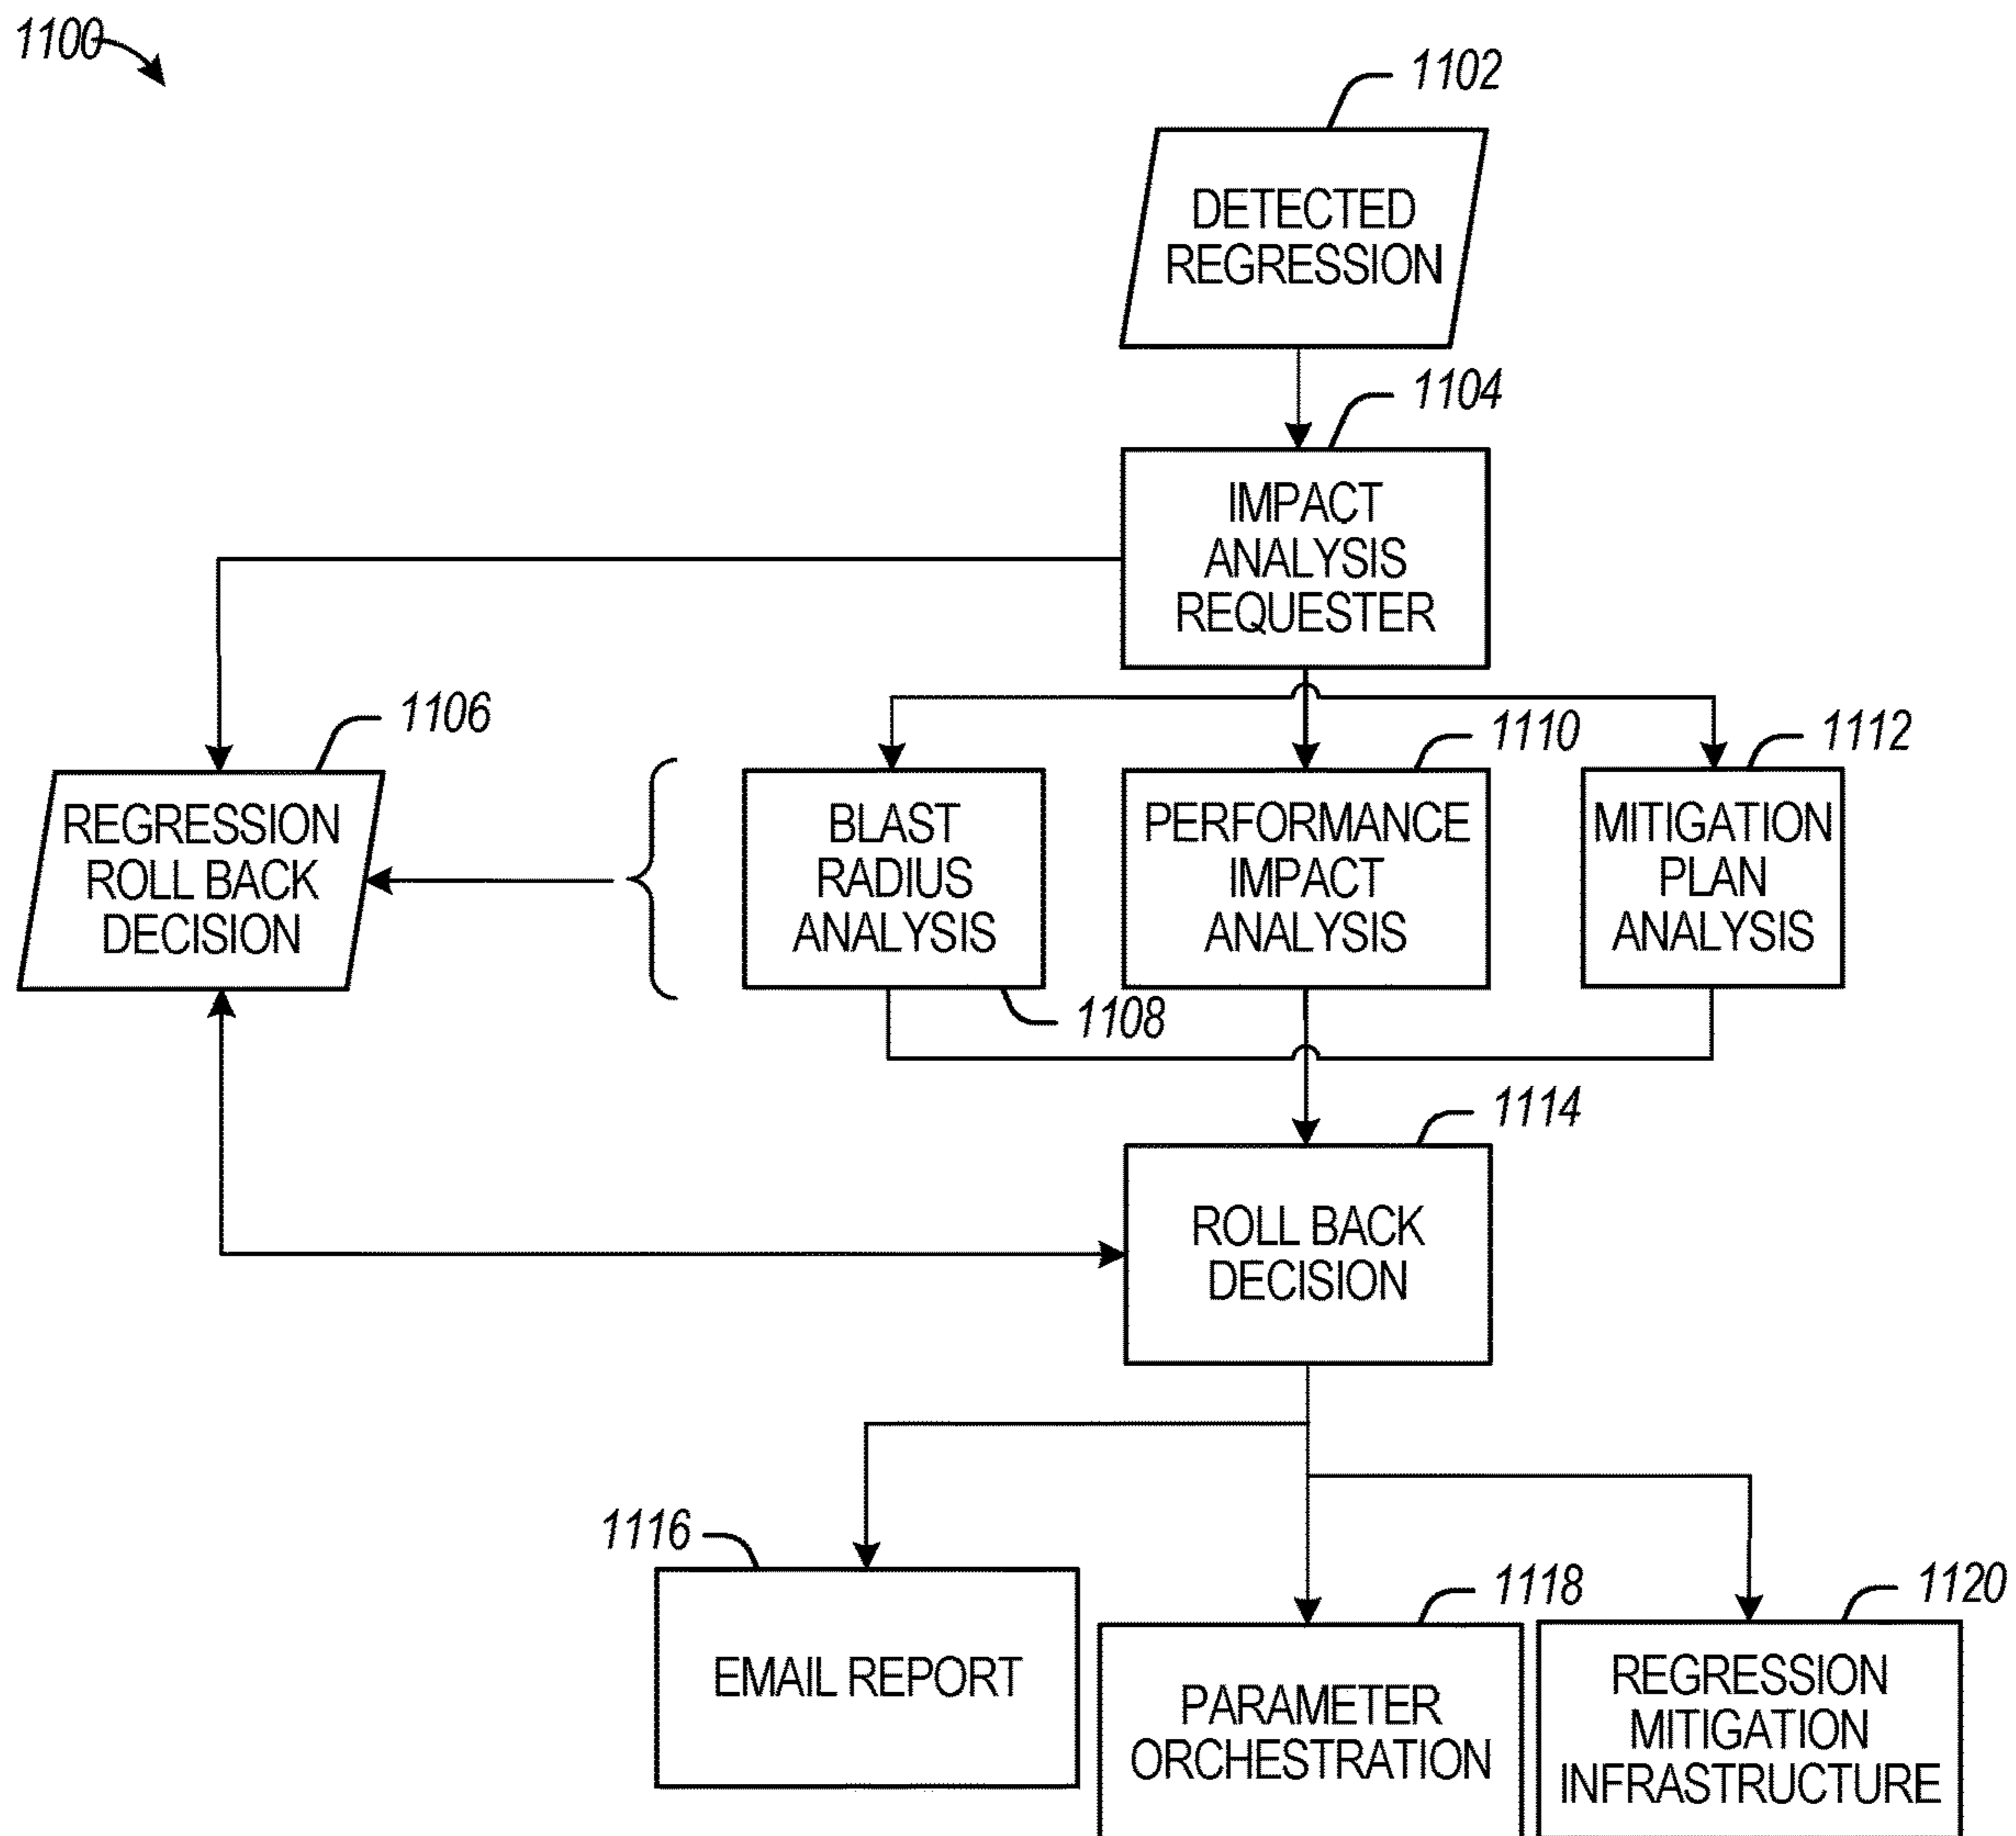 1100
1102
DETECTED
REGRESSION
1104
IMPACT
ANALYSIS
REQUESTER
1106
REGRESSION
ROLL BACK
DECISION
BLAST
RADIUS
ANALYSIS
1108
1110
PERFORMANCE
IMPACT
ANALYSIS
1112
MITIGATION
PLAN
ANALYSIS
1114
ROLL BACK
DECISION
1116
EMAIL REPORT
1118
PARAMETER
ORCHESTRATION
1120
REGRESSION
MITIGATION
INFRASTRUCTURE